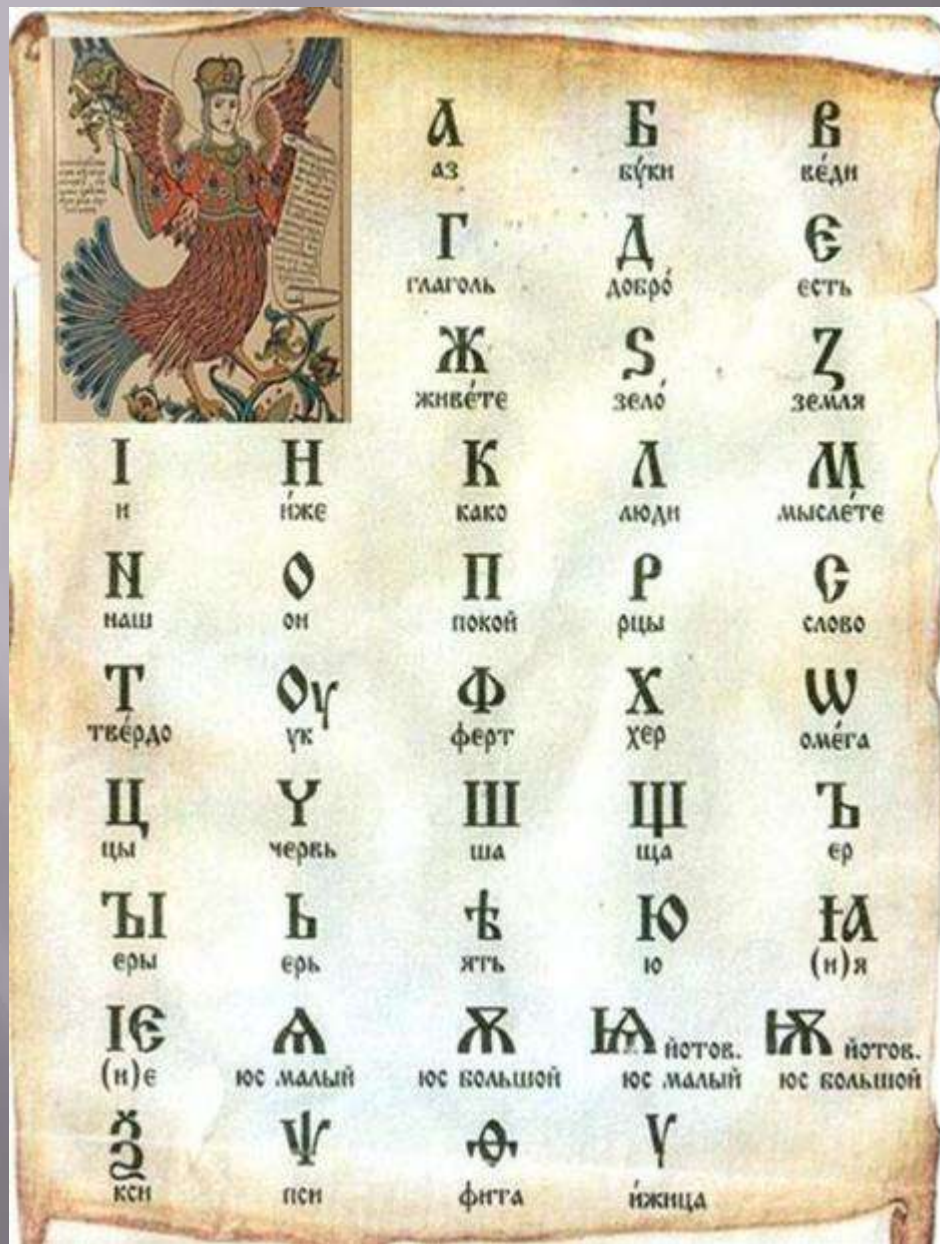 А Б В
аз бу́ки ве́ди
Г Д Є
глаголь добро́ есть
Ж Ѕ З
живе́те зело́ земля
І Н К Л М
и и́же како люди мысле́те
N О П Р С
наш он покой рцы слово
Т Оу Ф Х Ѡ
тве́рдо ук ферт хер оме́га
Ц Ч Ш Щ Ъ
цы червь ша ща ер
ЪІ Ь Ѣ Ю Ꙗ
еры ерь ять ю (и)я
Ѥ Ѧ Ѫ Ѩ йотов. Ѭ йотов.
(и)е юс малый юс большой юс малый юс большой
Ѯ Ѱ Ѳ Ѵ
кси пси фита и́жица